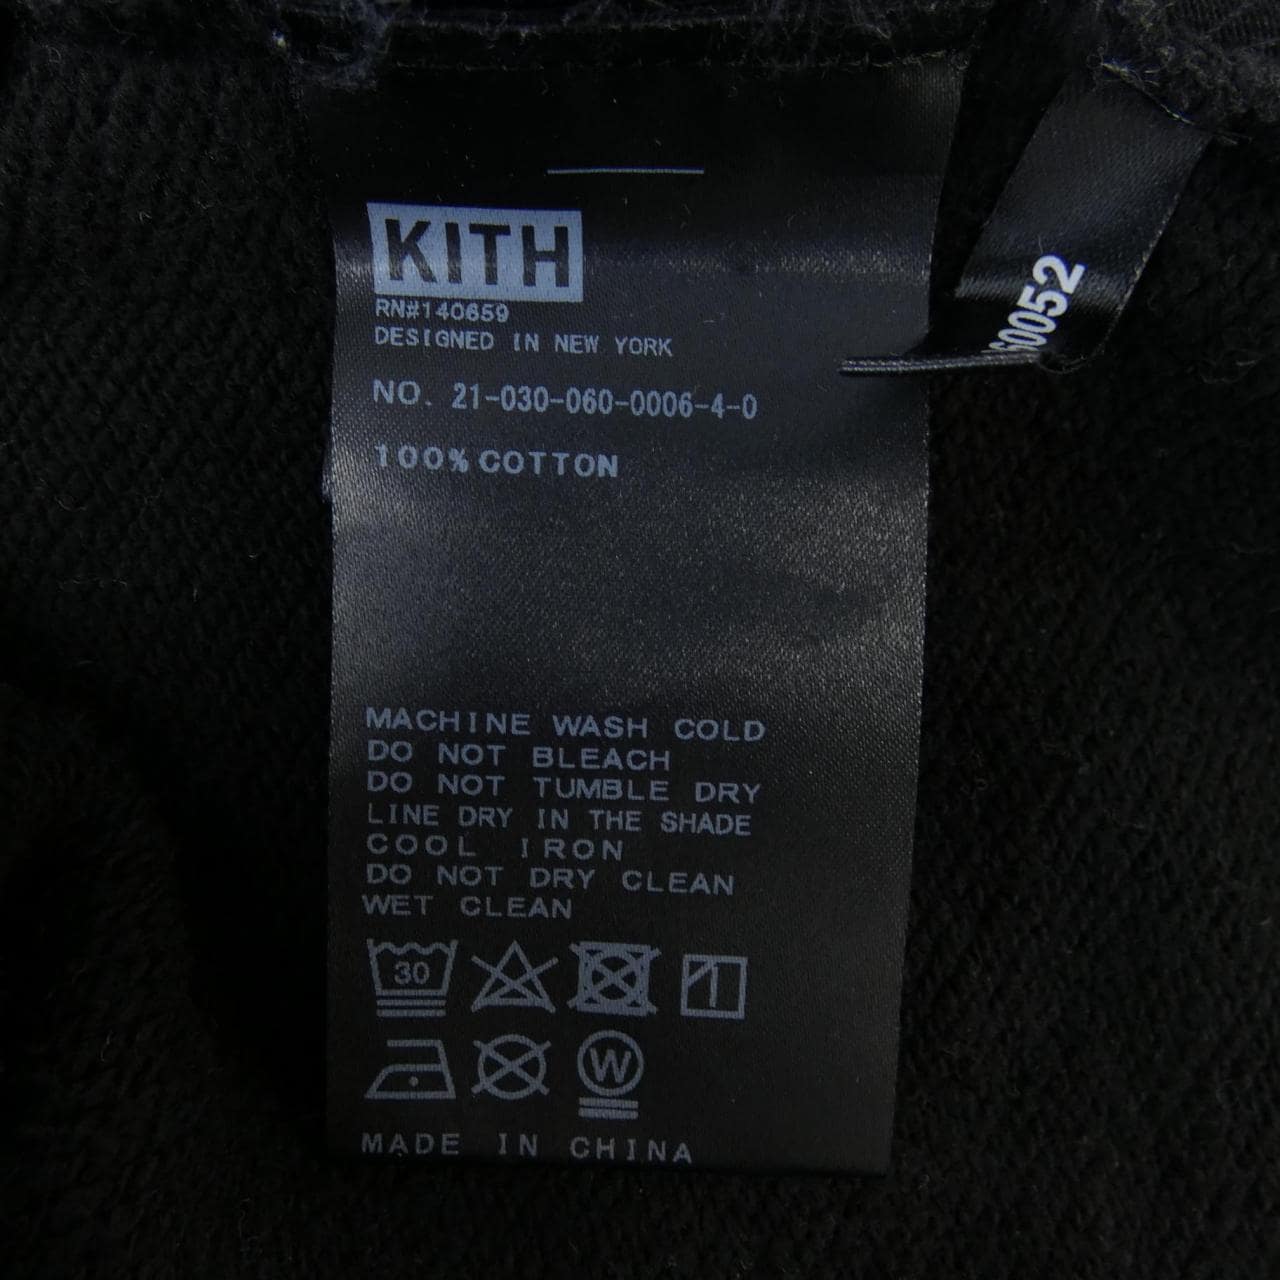 KITH
RN#140659
DESIGNED IN NEW YORK
NO. 21-030-060-0006-4-0
100% COTTON
MACHINE WASH COLD
DO NOT BLEACH
DO NOT TUMBLE DRY
LINE DRY IN THE SHADE
COOL IRON
DO NOT DRY CLEAN
WET CLEAN
30
W
MADE IN CHINA